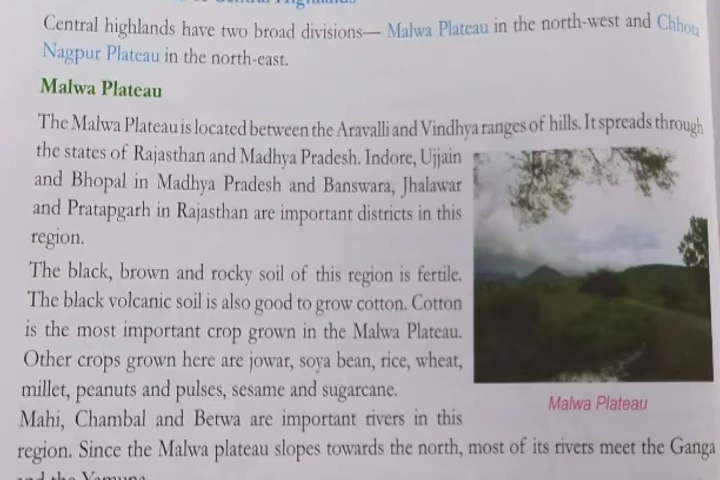 Central Highlands
Central highlands have two broad divisions— Malwa Plateau in the north-west and Chhota
Nagpur Plateau in the north-east.
Malwa Plateau
The Malwa Plateau is located between the Aravalli and Vindhya ranges of hills. It spreads through
the states of Rajasthan and Madhya Pradesh. Indore, Ujjain
and Bhopal in Madhya Pradesh and Banswara, Jhalawar
and Pratapgarh in Rajasthan are important districts in this
region.
The black, brown and rocky soil of this region is fertile.
The black volcanic soil is also good to grow cotton. Cotton
is the most important crop grown in the Malwa Plateau.
Other crops grown here are jowar, soya bean, rice, wheat,
millet, peanuts and pulses, sesame and sugarcane.
Malwa Plateau
Mahi, Chambal and Betwa are important rivers in this
region. Since the Malwa plateau slopes towards the north, most of its rivers meet the Ganga
and the Yamuna